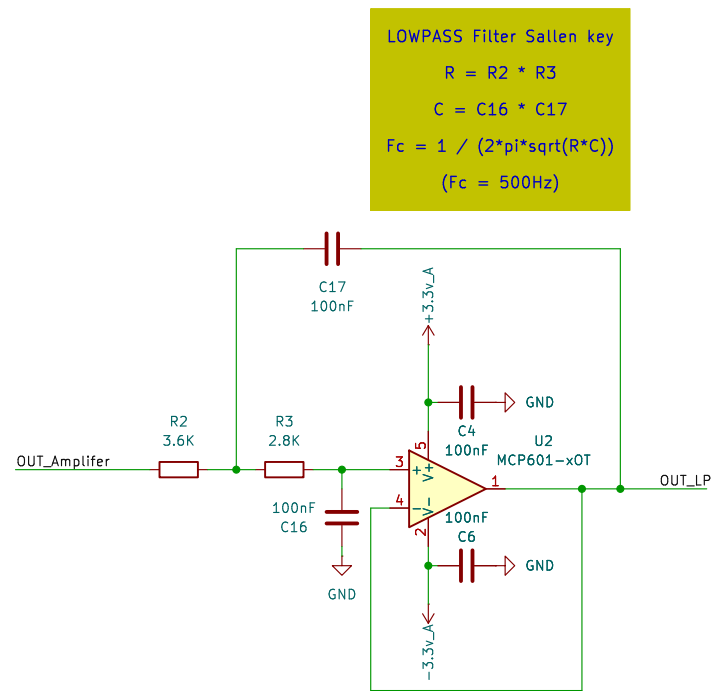 LOWPASS Filter Sallen key
R = R2 * R3
C = C16 * C17
Fc = 1 / (2*pi*sqrt(R*C))
(Fc = 500Hz)
C17
100nF
+3.3v_A
GND
C4
100nF
R2
3.6K
R3
2.8K
U2
MCP601-xOT
OUT_Amplifer
3
+
5
V+
1
OUT_LP
4
-
V-
2
100nF
C16
GND
100nF
C6
GND
-3.3v_A